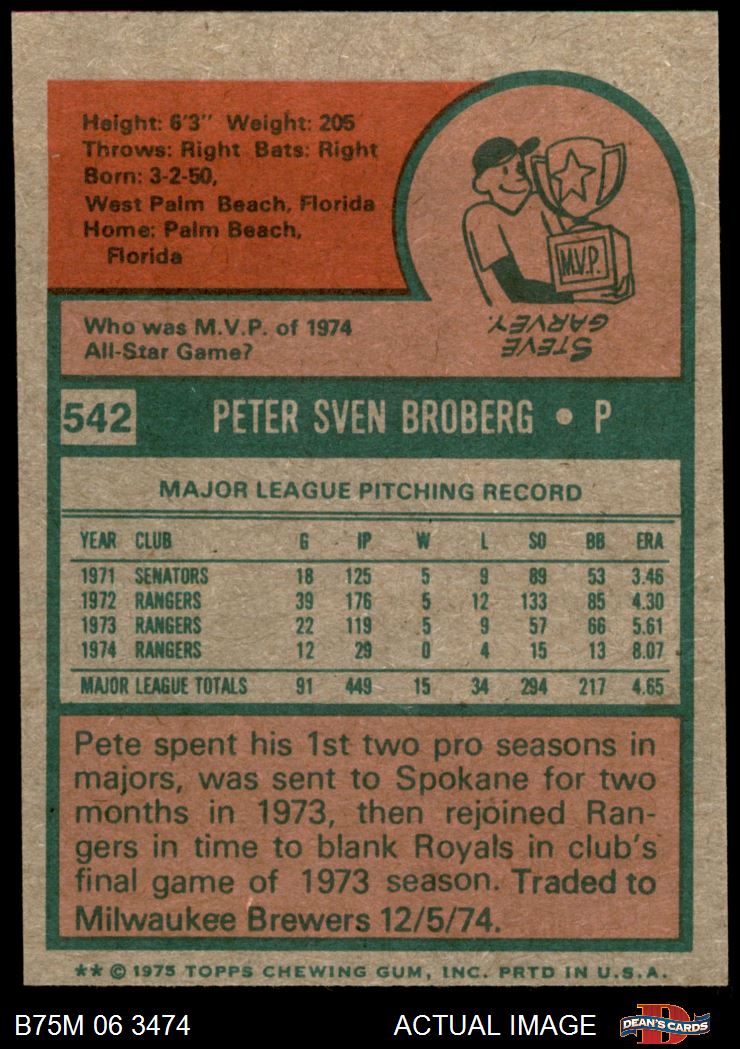 Height: 6'3" Weight: 205
Throws: Right Bats: Right
Born: 3-2-50,
West Palm Beach, Florida
Home: Palm Beach,
Florida
M.V.P.
Who was M.V.P. of 1974
All-Star Game?
STEVE
GARVEY.
542 PETER SVEN BROBERG • P
MAJOR LEAGUE PITCHING RECORD
YEAR CLUB G IP W L SO BB ERA
1971 SENATORS 18 125 5 9 89 53 3.46
1972 RANGERS 39 176 5 12 133 85 4.30
1973 RANGERS 22 119 5 9 57 66 5.61
1974 RANGERS 12 29 0 4 15 13 8.07
MAJOR LEAGUE TOTALS 91 449 15 34 294 217 4.65
Pete spent his 1st two pro seasons in
majors, was sent to Spokane for two
months in 1973, then rejoined Ran-
gers in time to blank Royals in club's
final game of 1973 season. Traded to
Milwaukee Brewers 12/5/74.
** © 1975 TOPPS CHEWING GUM, INC. PRTD IN U.S.A.
B75M 06 3474 ACTUAL IMAGE
D
DEAN'S CARDS